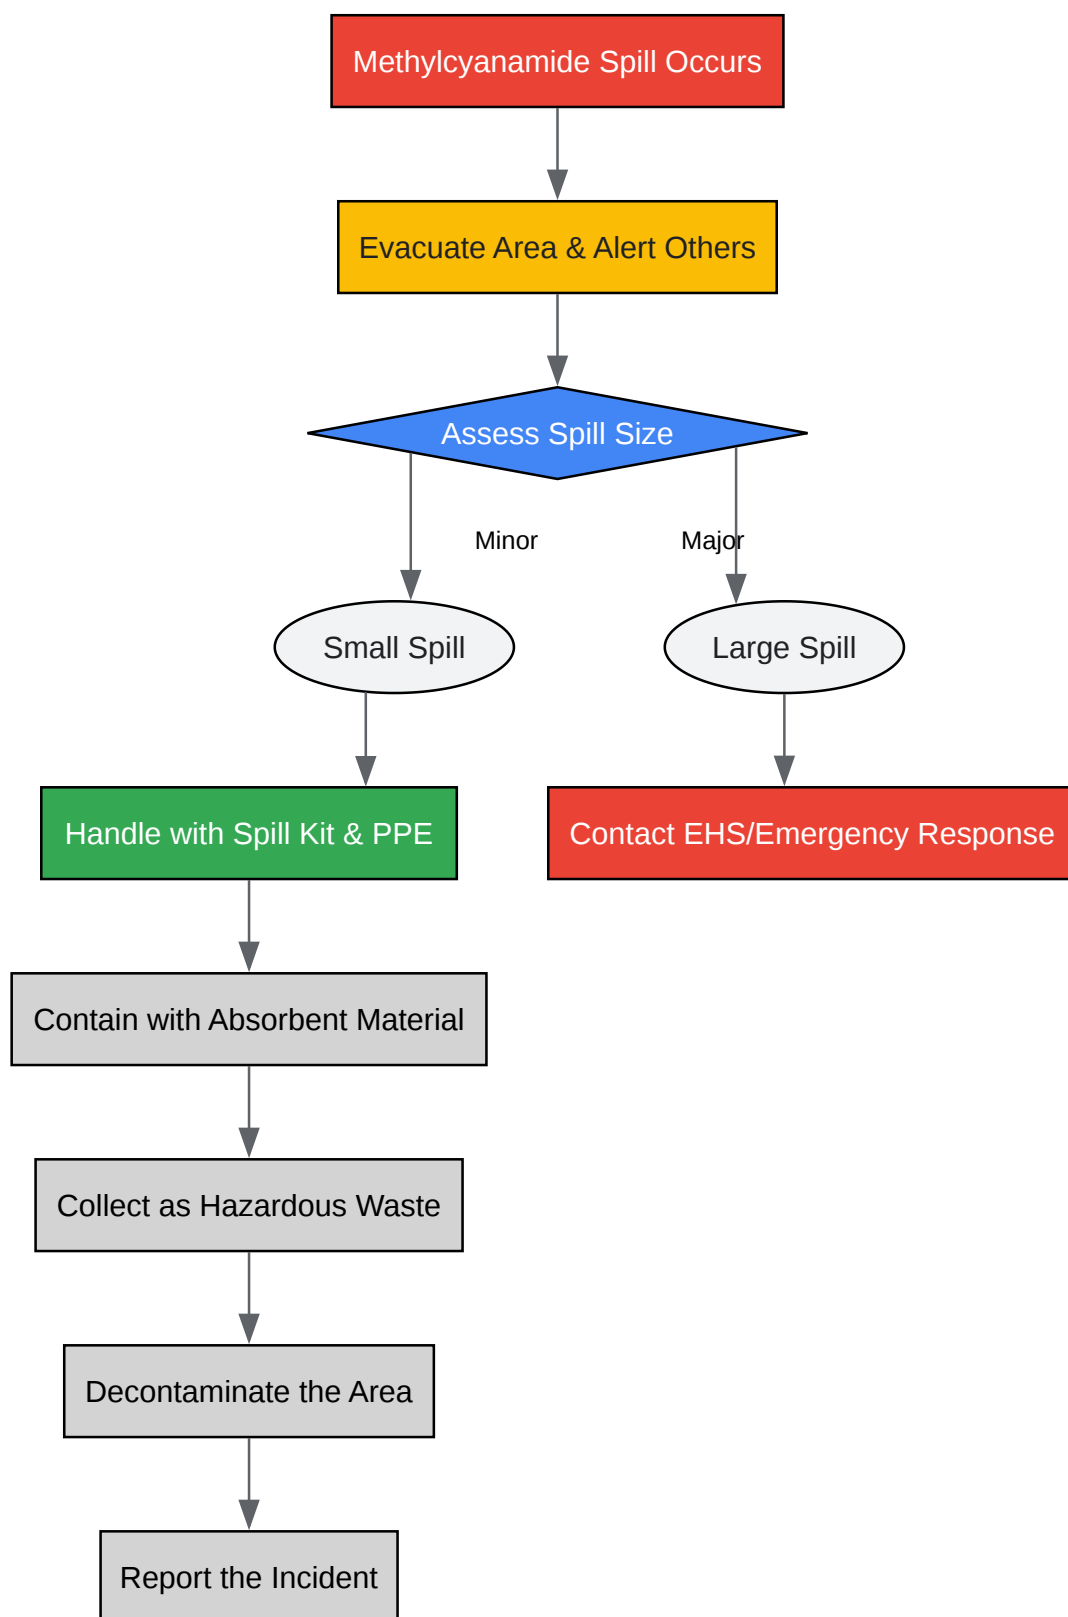 Methylcyanamide Spill Occurs
Evacuate Area & Alert Others
Assess Spill Size
Minor
Major
Small Spill
Large Spill
Handle with Spill Kit & PPE
Contact EHS/Emergency Response
Contain with Absorbent Material
Collect as Hazardous Waste
Decontaminate the Area
Report the Incident